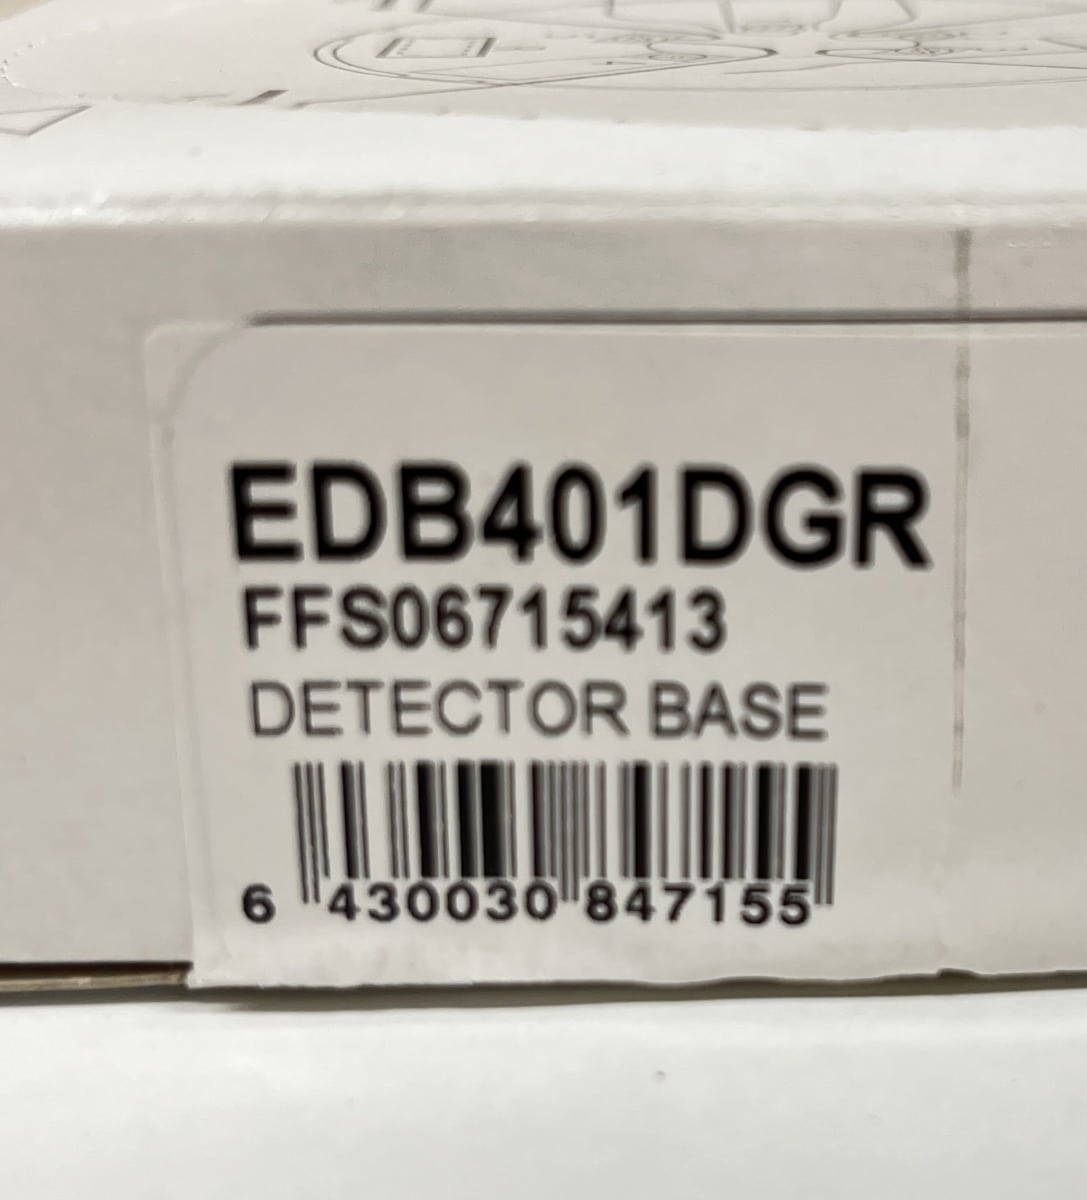 EDB401DGR
FFS06715413
DETECTOR BASE
6 430030 847155